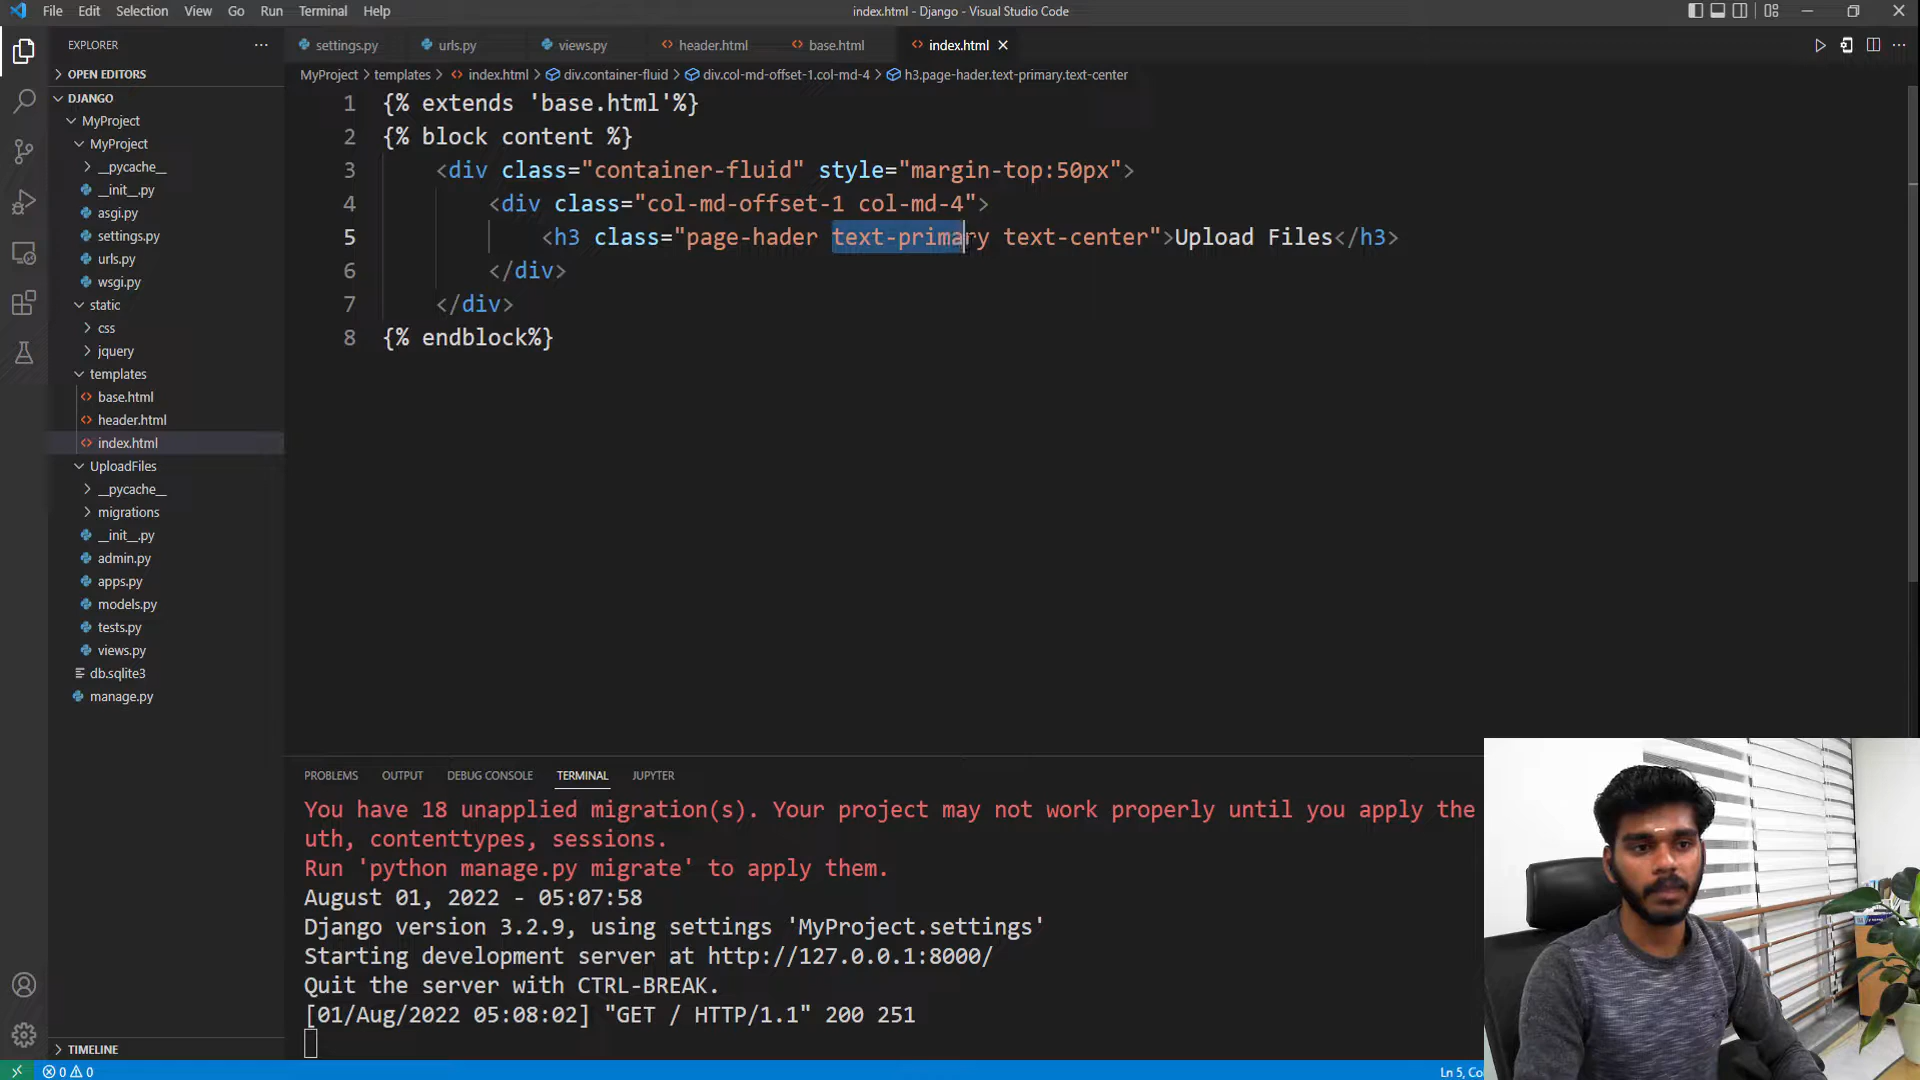 File Edit Selection View Go Run Terminal Help
index.html - Django - Visual Studio Code
EXPLORER
OPEN EDITORS
DJANGO
MyProject
MyProject
__pycache__
__init__.py
asgi.py
settings.py
urls.py
wsgi.py
static
css
jquery
templates
base.html
header.html
index.html
UploadFiles
__pycache__
migrations
__init__.py
admin.py
apps.py
models.py
tests.py
views.py
db.sqlite3
manage.py
TIMELINE
settings.py urls.py views.py header.html base.html index.html
MyProject > templates > index.html > div.container-fluid > div.col-md-offset-1.col-md-4 > h3.page-hader.text-primary.text-center
1 {% extends 'base.html'%}
2 {% block content %}
3 <div class="container-fluid" style="margin-top:50px">
4 <div class="col-md-offset-1 col-md-4">
5 <h3 class="page-hader text-primary text-center">Upload Files</h3>
6 </div>
7 </div>
8 {% endblock%}
PROBLEMS OUTPUT DEBUG CONSOLE TERMINAL JUPYTER
You have 18 unapplied migration(s). Your project may not work properly until you apply the
uth, contenttypes, sessions.
Run 'python manage.py migrate' to apply them.
August 01, 2022 - 05:07:58
Django version 3.2.9, using settings 'MyProject.settings'
Starting development server at http://127.0.0.1:8000/
Quit the server with CTRL-BREAK.
[01/Aug/2022 05:08:02] "GET / HTTP/1.1" 200 251
0 0
Ln 5, Co